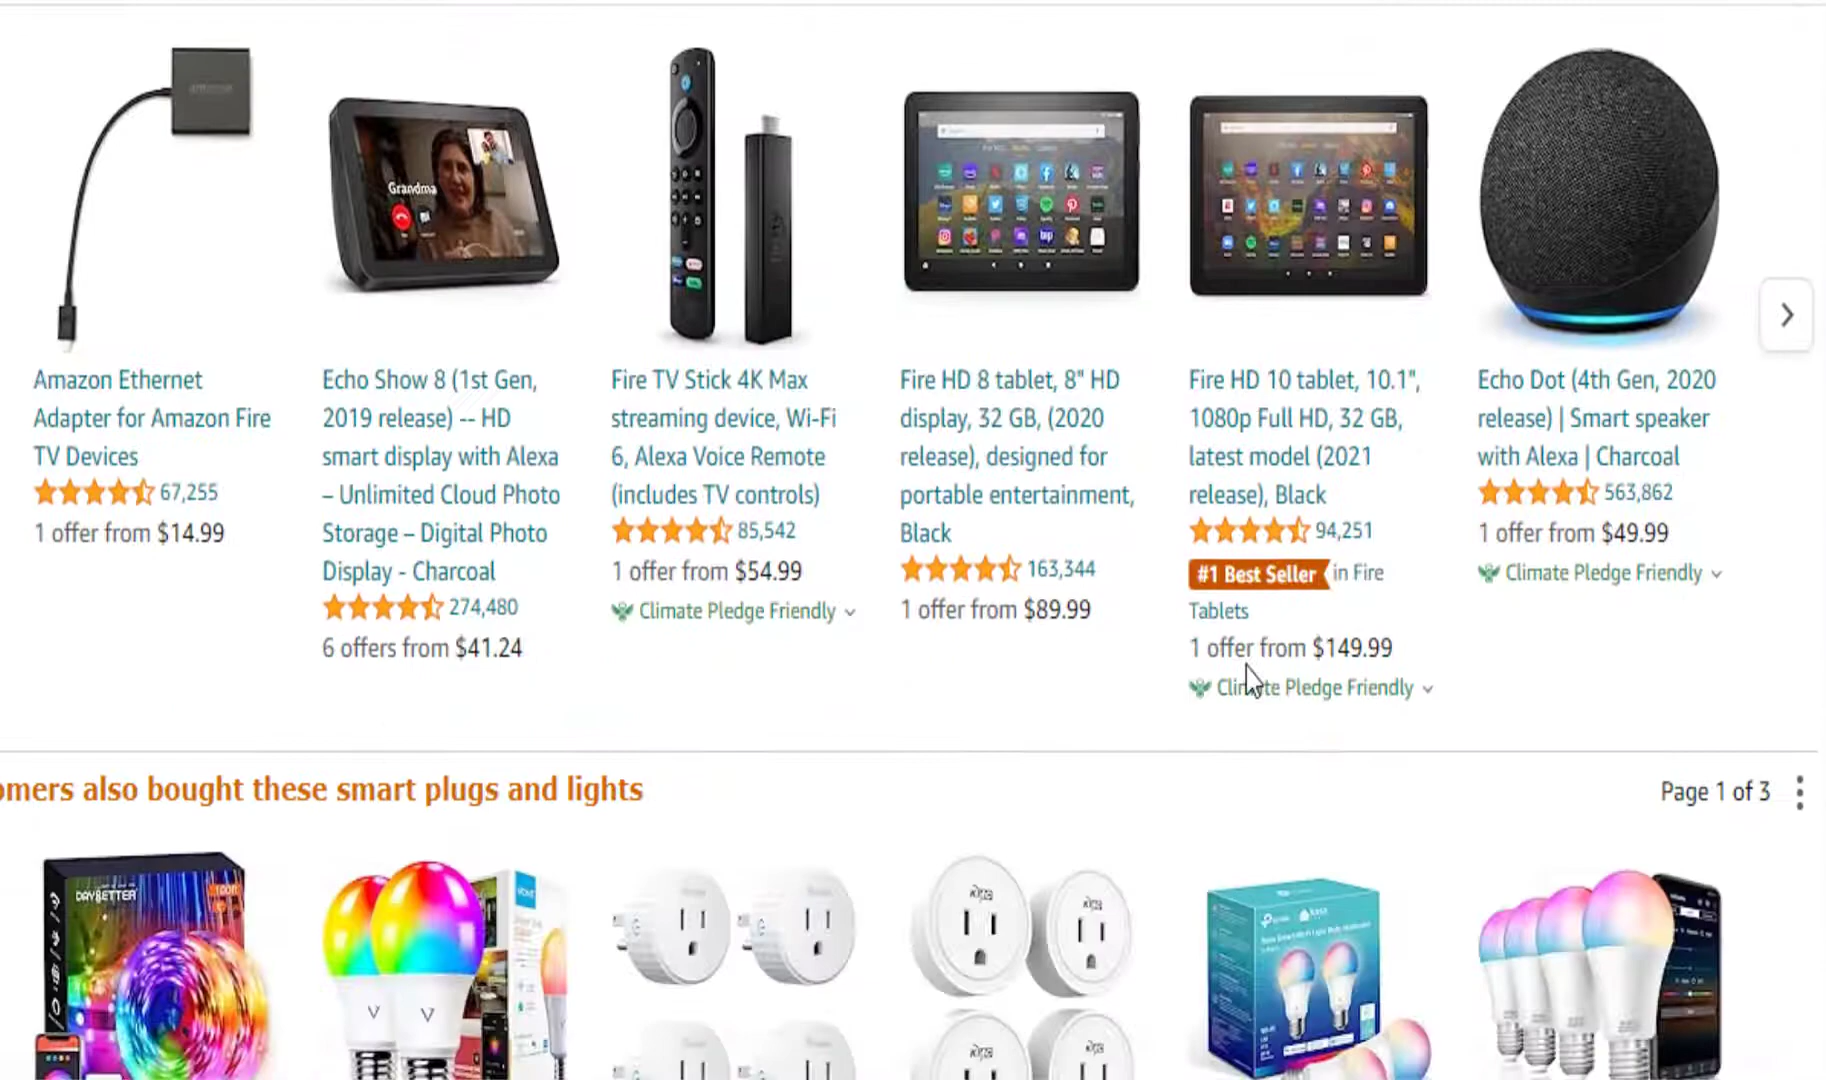 Grandma
Amazon Ethernet
Adapter for Amazon Fire
TV Devices
67,255
1 offer from $14.99
Echo Show 8 (1st Gen,
2019 release) -- HD
smart display with Alexa
– Unlimited Cloud Photo
Storage – Digital Photo
Display - Charcoal
274,480
6 offers from $41.24
Fire TV Stick 4K Max
streaming device, Wi-Fi
6, Alexa Voice Remote
(includes TV controls)
85,542
1 offer from $54.99
Climate Pledge Friendly
Fire HD 8 tablet, 8" HD
display, 32 GB, (2020
release), designed for
portable entertainment,
Black
163,344
1 offer from $89.99
Fire HD 10 tablet, 10.1",
1080p Full HD, 32 GB,
latest model (2021
release), Black
94,251
#1 Best Seller in Fire
Tablets
1 offer from $149.99
Climate Pledge Friendly
Echo Dot (4th Gen, 2020
release) | Smart speaker
with Alexa | Charcoal
563,862
1 offer from $49.99
Climate Pledge Friendly
omers also bought these smart plugs and lights
Page 1 of 3
DAYBETTER